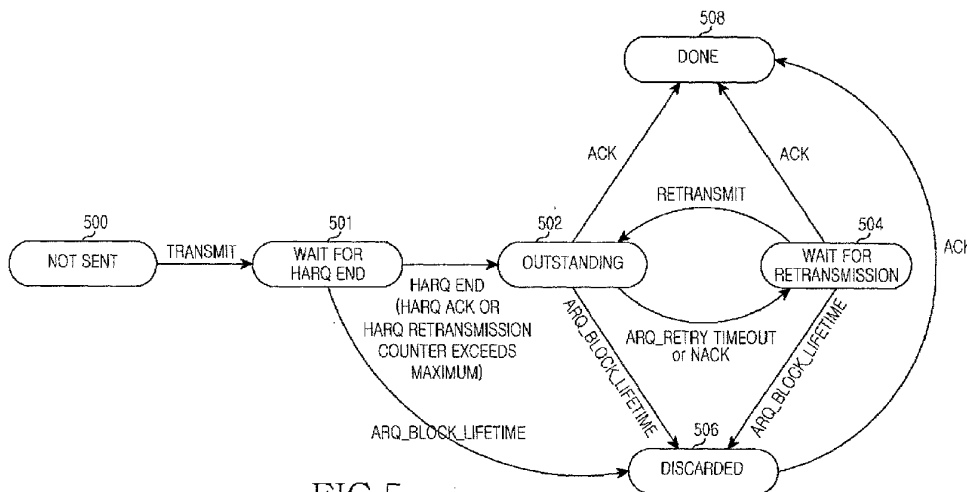 508
DONE
ACK
ACK
RETRANSMIT
500
501
502
504
NOT SENT
TRANSMIT
WAIT FOR
HARQ END
OUTSTANDING
WAIT FOR
RETRANSMISSION
ACK
HARQ END
(HARQ ACK OR
HARQ RETRANSMISSION
COUNTER EXCEEDS
MAXIMUM)
ARQ_RETRY TIMEOUT
or NACK
ARQ_BLOCK_LIFETIME
ARQ_BLOCK_LIFETIME
ARQ_BLOCK_LIFETIME
506
DISCARDED
FIG.5